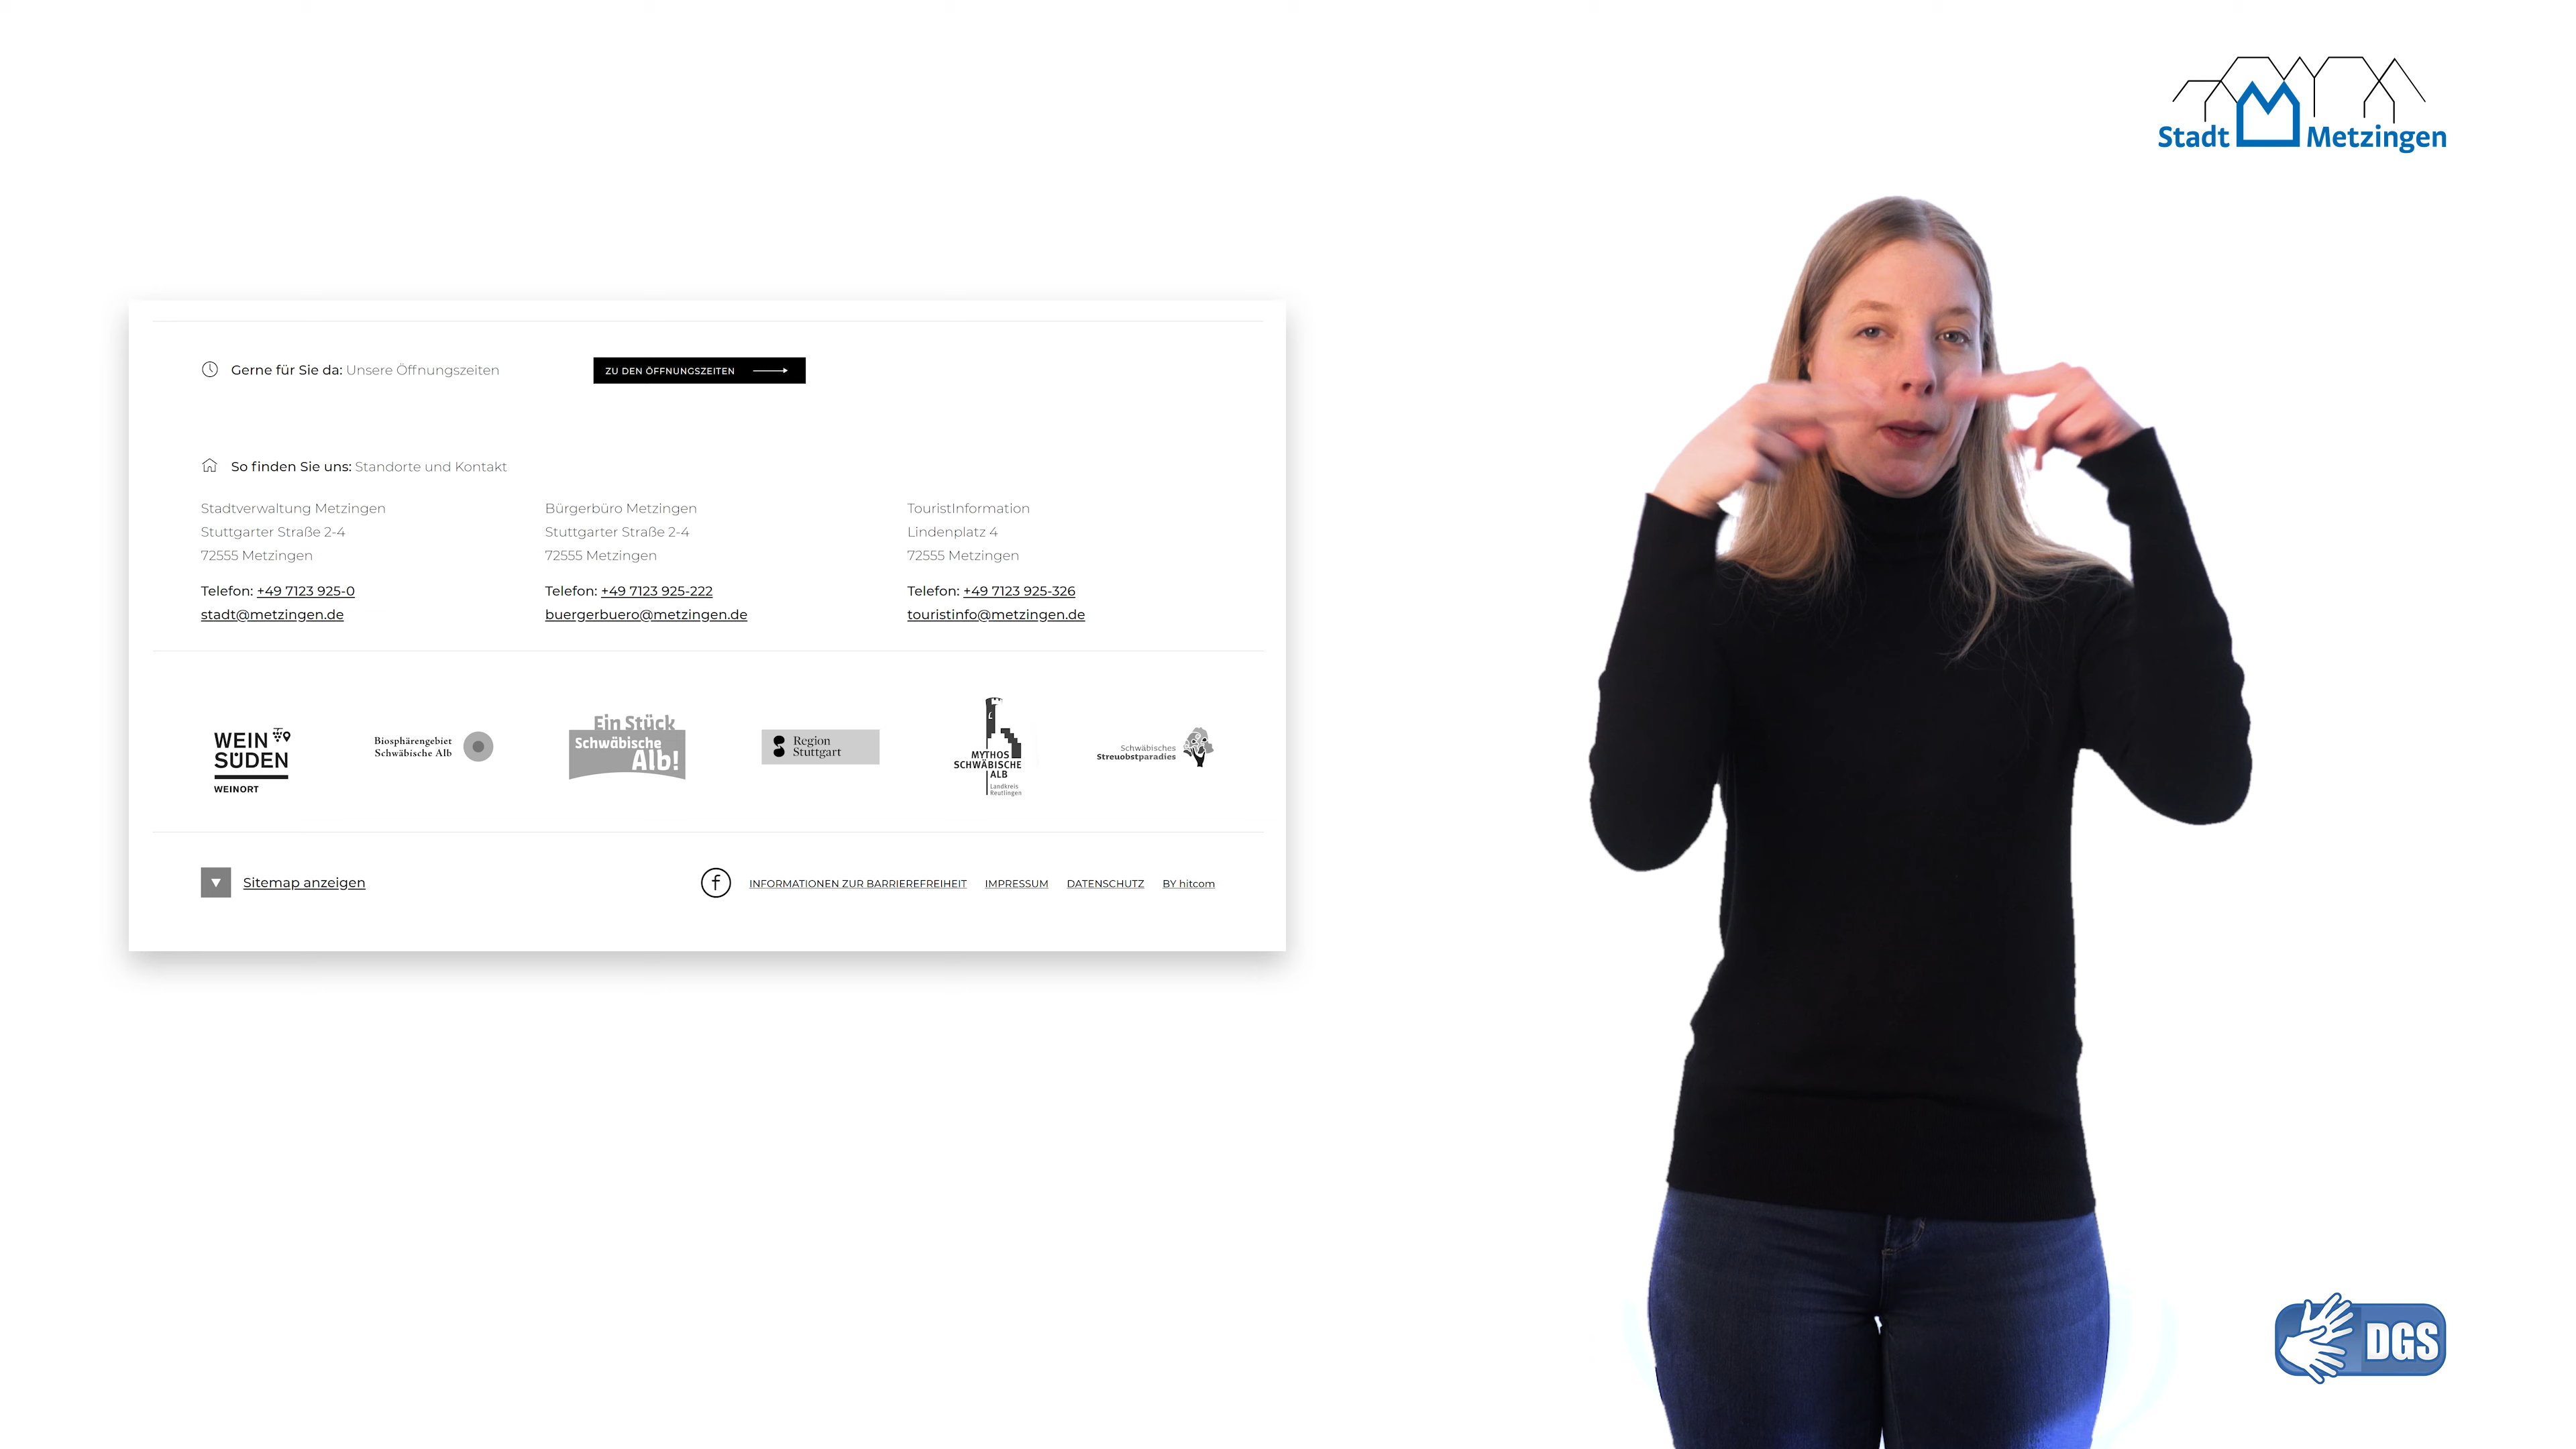 Stadt Metzingen
Gerne für Sie da: Unsere Öffnungszeiten
ZU DEN ÖFFNUNGSZEITEN
So finden Sie uns: Standorte und Kontakt
Stadtverwaltung Metzingen
Stuttgarter Straße 2-4
72555 Metzingen
Telefon: +49 7123 925-0
stadt@metzingen.de
Bürgerbüro Metzingen
Stuttgarter Straße 2-4
72555 Metzingen
Telefon: +49 7123 925-222
buergerbuero@metzingen.de
TouristInformation
Lindenplatz 4
72555 Metzingen
Telefon: +49 7123 925-326
touristinfo@metzingen.de
WEIN
SÜDEN
WEINORT
Biosphärengebiet
Schwäbische Alb
Ein Stück
Schwäbische
Alb!
Region
Stuttgart
MYTHOS
SCHWÄBISCHE
ALB
Landkreis
Reutlingen
Schwäbisches
Streuobstparadies
Sitemap anzeigen
f
INFORMATIONEN ZUR BARRIEREFREIHEIT
IMPRESSUM
DATENSCHUTZ
BY hitcom
DGS